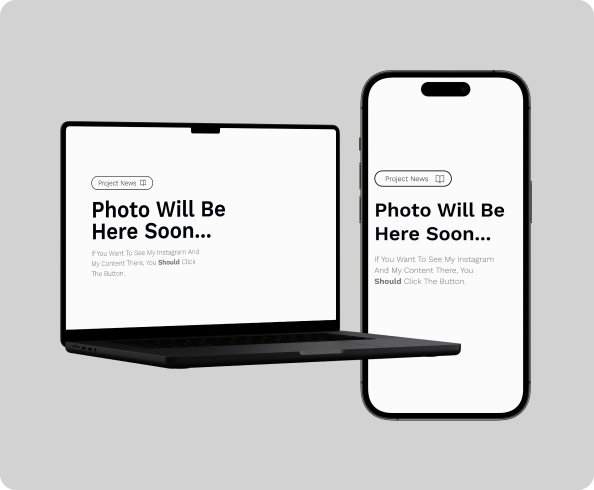 Project News
Photo Will Be
Here Soon...
If You Want To See My Instagram And
My Content There, You Should Click
The Button.
Project News
Photo Will Be
Here Soon...
If You Want To See My Instagram
And My Content There, You
Should Click The Button.